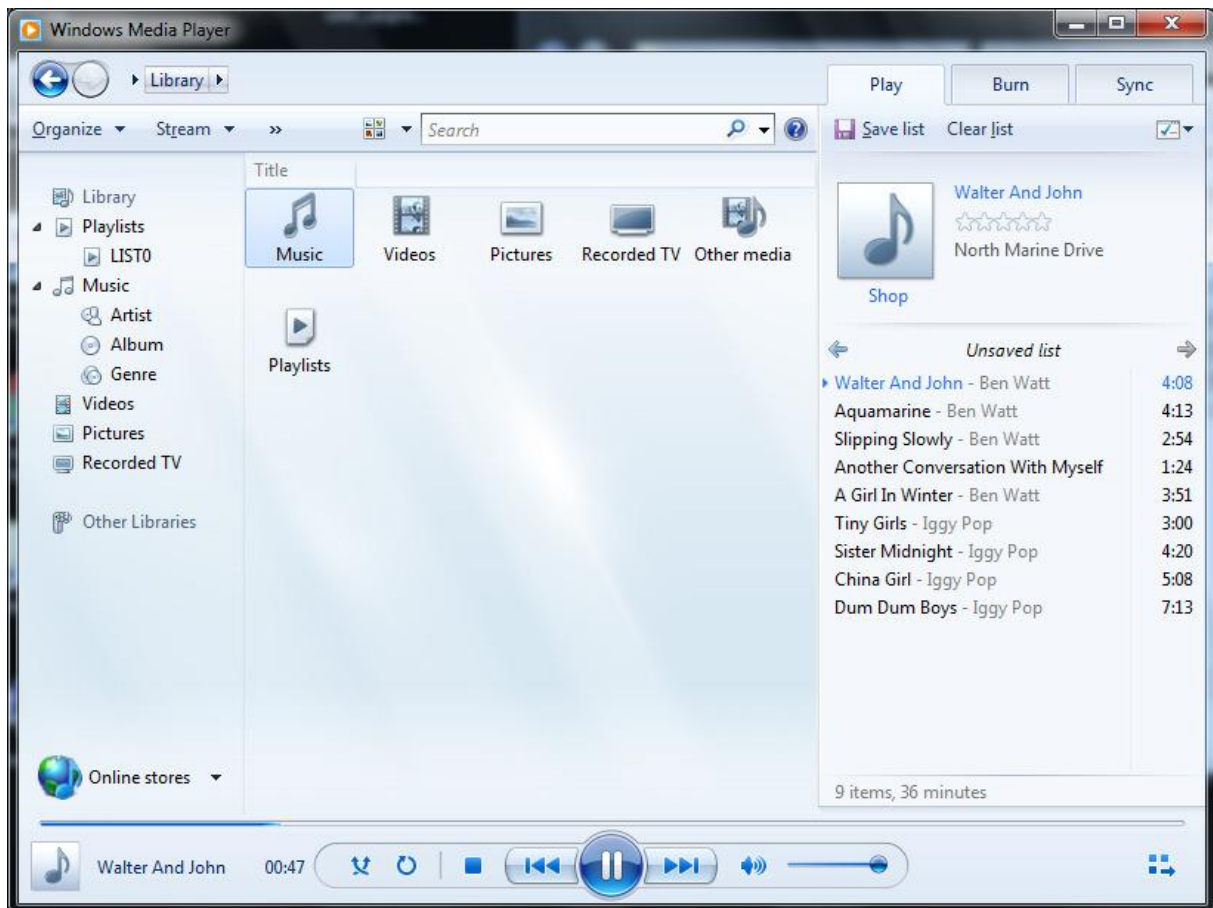 Windows Media Player
Library
Play Burn Sync
Organize Stream » Search
Save list Clear list
Title
Library
Playlists
LIST0
Music
Artist
Album
Genre
Videos
Pictures
Recorded TV
Other Libraries
Online stores
Music Videos Pictures Recorded TV Other media
Playlists
Walter And John
North Marine Drive
Shop
Unsaved list
Walter And John - Ben Watt 4:08
Aquamarine - Ben Watt 4:13
Slipping Slowly - Ben Watt 2:54
Another Conversation With Myself 1:24
A Girl In Winter - Ben Watt 3:51
Tiny Girls - Iggy Pop 3:00
Sister Midnight - Iggy Pop 4:20
China Girl - Iggy Pop 5:08
Dum Dum Boys - Iggy Pop 7:13
9 items, 36 minutes
Walter And John 00:47